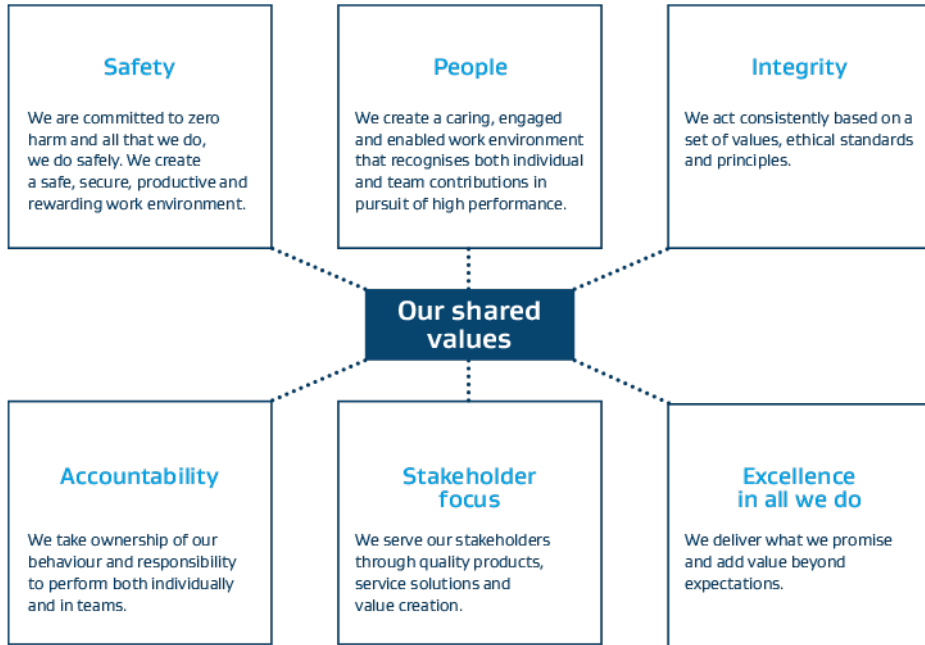 Safety
We are committed to zero
harm and all that we do,
we do safely. We create
a safe, secure, productive and
rewarding work environment.
People
We create a caring, engaged
and enabled work environment
that recognises both individual
and team contributions in
pursuit of high performance.
Integrity
We act consistently based on a
set of values, ethical standards
and principles.
Our shared
values
Accountability
We take ownership of our
behaviour and responsibility
to perform both individually
and in teams.
Stakeholder
focus
We serve our stakeholders
through quality products,
service solutions and
value creation.
Excellence
in all we do
We deliver what we promise
and add value beyond
expectations.